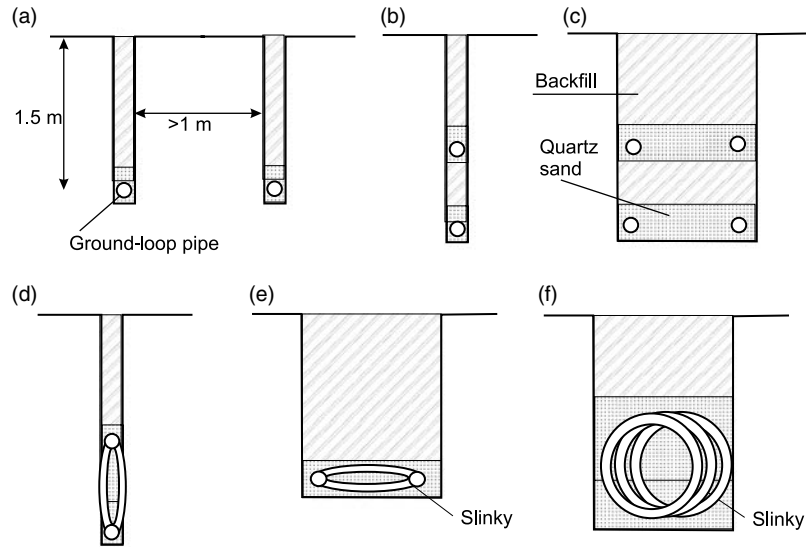 (a)
(b)
(c)
1.5 m
>1 m
Ground-loop pipe
Backfill
Quartz
sand
(d)
(e)
(f)
Slinky
Slinky